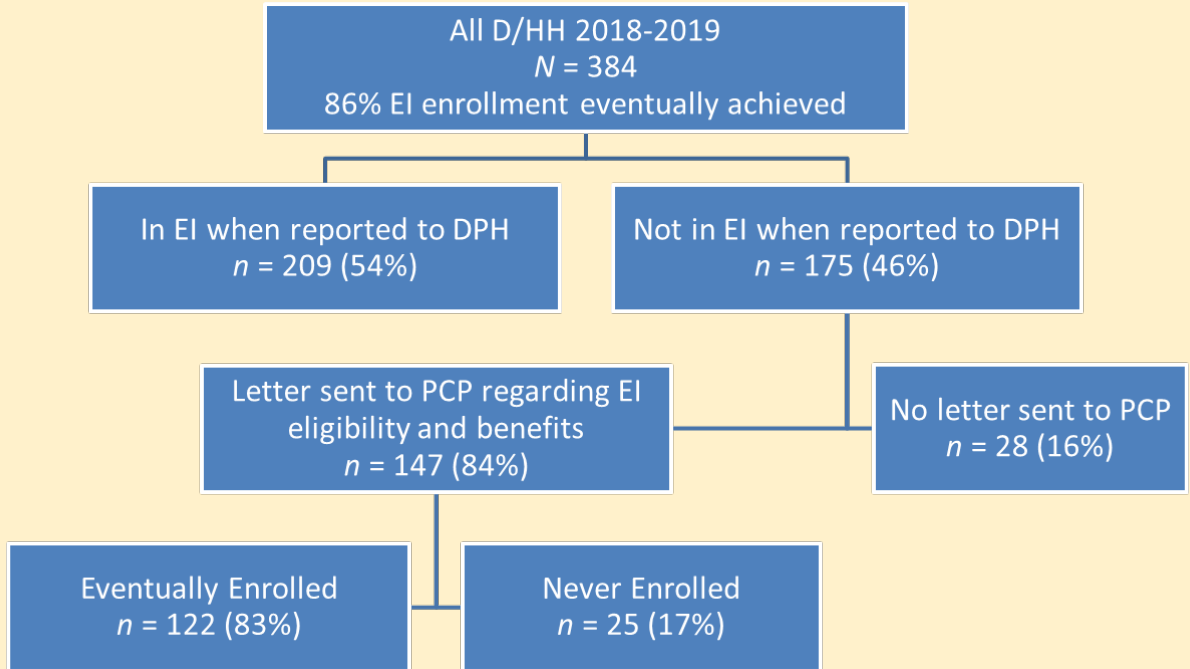 All D/HH 2018-2019
N = 384
86% EI enrollment eventually achieved
In EI when reported to DPH
n = 209 (54%)
Not in EI when reported to DPH
n = 175 (46%)
Letter sent to PCP regarding EI
eligibility and benefits
n = 147 (84%)
No letter sent to PCP
n = 28 (16%)
Eventually Enrolled
n = 122 (83%)
Never Enrolled
n = 25 (17%)